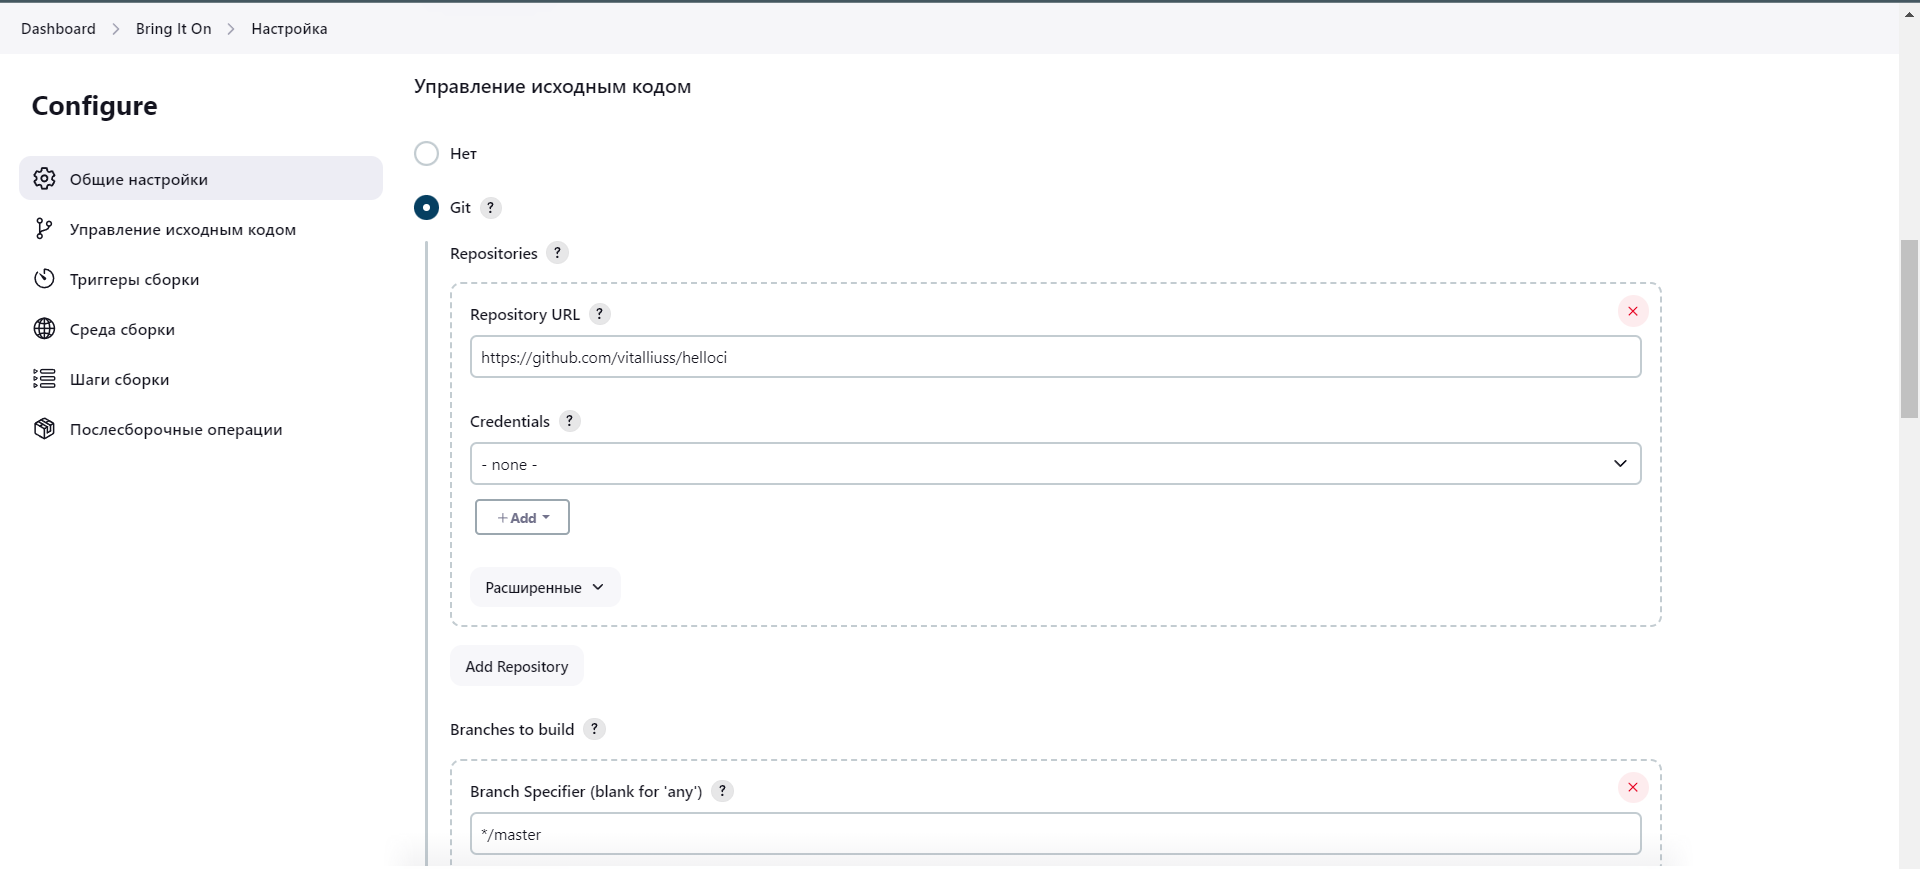 Dashboard > Bring It On > Настройка
Configure
Общие настройки
Управление исходным кодом
Триггеры сборки
Среда сборки
Шаги сборки
Послесборочные операции
Управление исходным кодом
Нет
Git ?
Repositories ?
Repository URL ?
https://github.com/vitalliuss/helloci
Credentials ?
- none -
+ Add
Расширенные
Add Repository
Branches to build ?
Branch Specifier (blank for 'any') ?
*/master